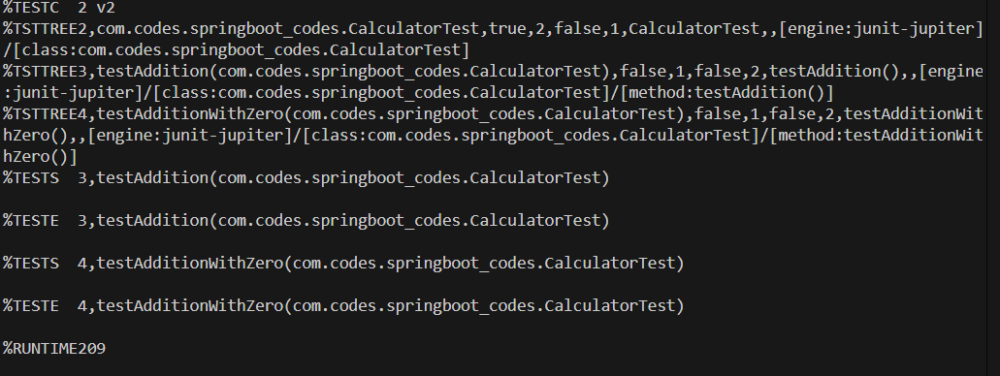 %TESTC  2 v2
%TSTTREE2,com.codes.springboot_codes.CalculatorTest,true,2,false,1,CalculatorTest,,[engine:junit-jupiter]
/[class:com.codes.springboot_codes.CalculatorTest]
%TSTTREE3,testAddition(com.codes.springboot_codes.CalculatorTest),false,1,false,2,testAddition(),,[engine
:junit-jupiter]/[class:com.codes.springboot_codes.CalculatorTest]/[method:testAddition()]
%TSTTREE4,testAdditionWithZero(com.codes.springboot_codes.CalculatorTest),false,1,false,2,testAdditionWit
hZero(),,[engine:junit-jupiter]/[class:com.codes.springboot_codes.CalculatorTest]/[method:testAdditionWit
hZero()]
%TESTS  3,testAddition(com.codes.springboot_codes.CalculatorTest)
%TESTE  3,testAddition(com.codes.springboot_codes.CalculatorTest)
%TESTS  4,testAdditionWithZero(com.codes.springboot_codes.CalculatorTest)
%TESTE  4,testAdditionWithZero(com.codes.springboot_codes.CalculatorTest)
%RUNTIME209